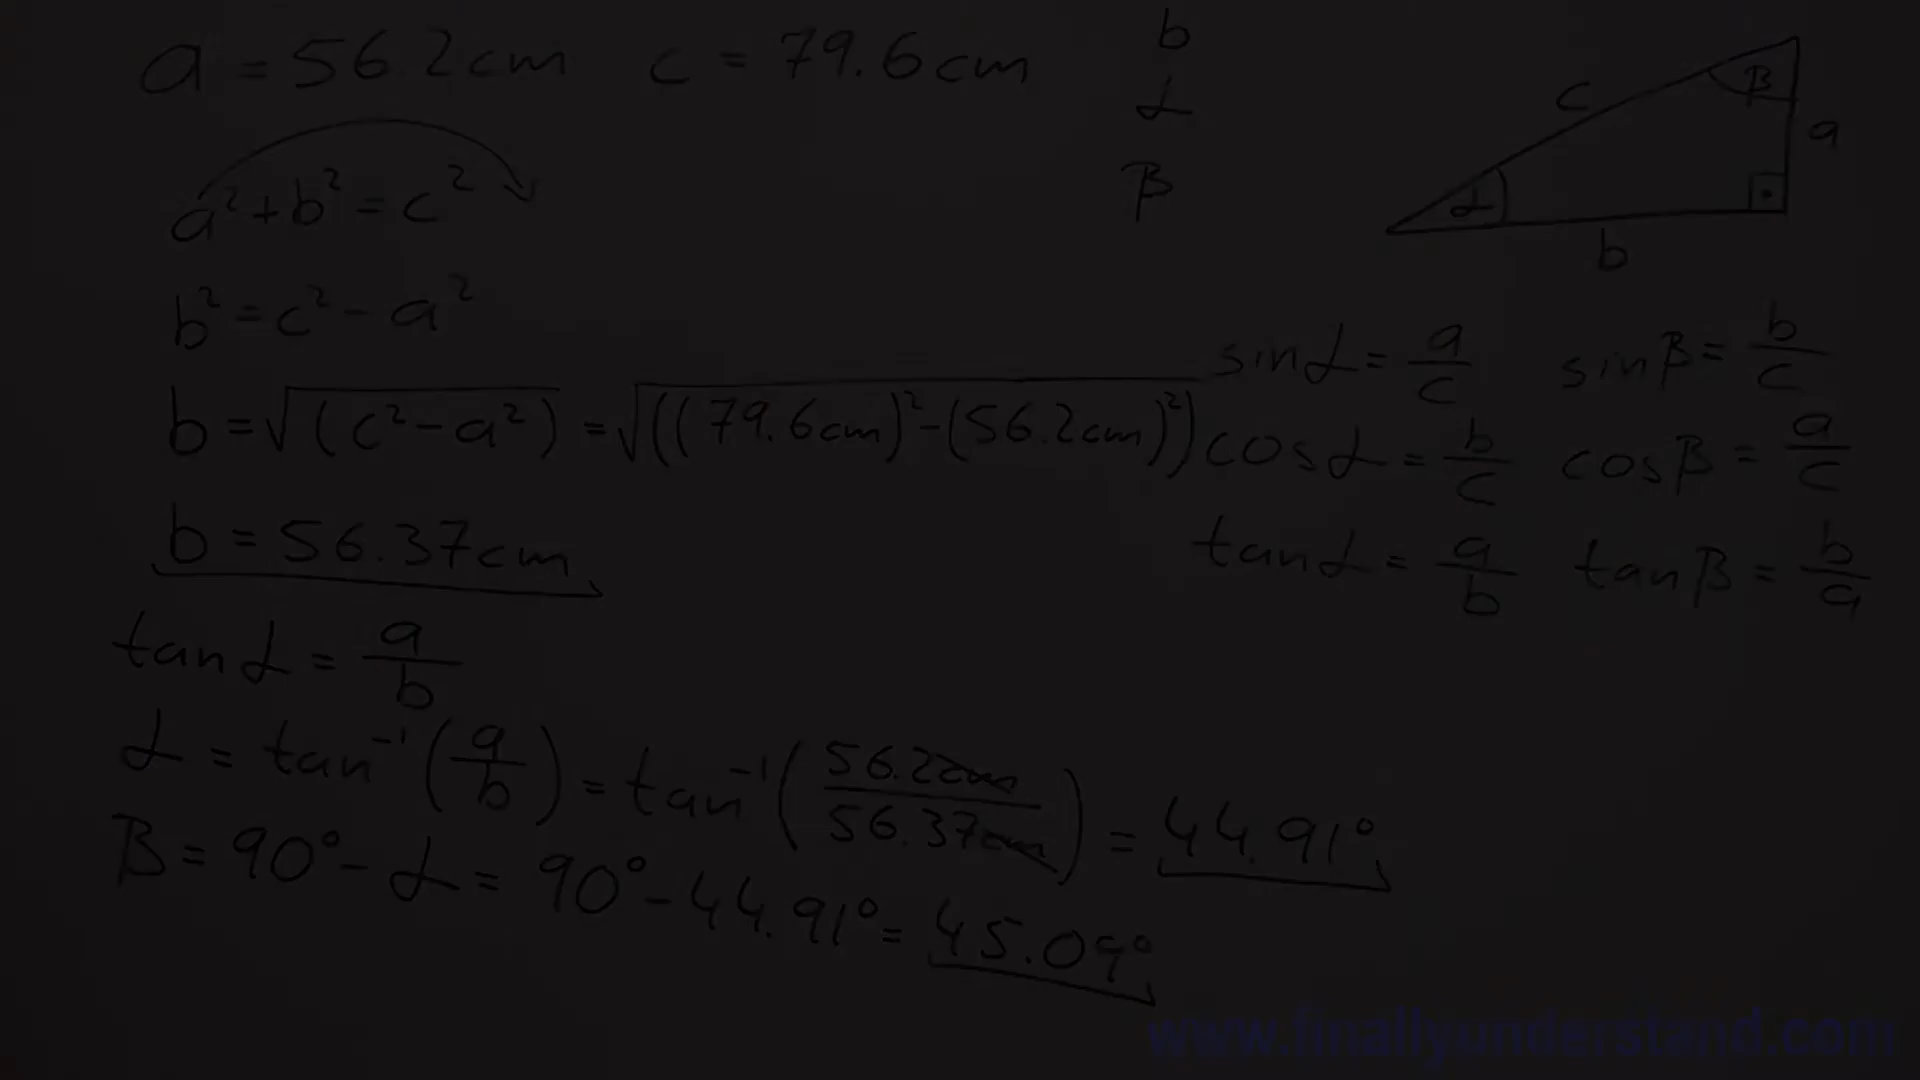 a = 56.2cm c = 79.6cm
b
α
β
c
β
a
α
b
a² + b² = c²
b² = c² - a²
b = √(c² - a²) = √((79.6cm)² - (56.2cm)²)
b = 56.37cm
sin α = a/c sin β = b/c
cos α = b/c cos β = a/c
tan α = a/b tan β = b/a
tan α = a/b
α = tan⁻¹(a/b) = tan⁻¹(56.2cm/56.37cm) = 44.91°
β = 90° - α = 90° - 44.91° = 45.09°
www.finallyunderstand.com